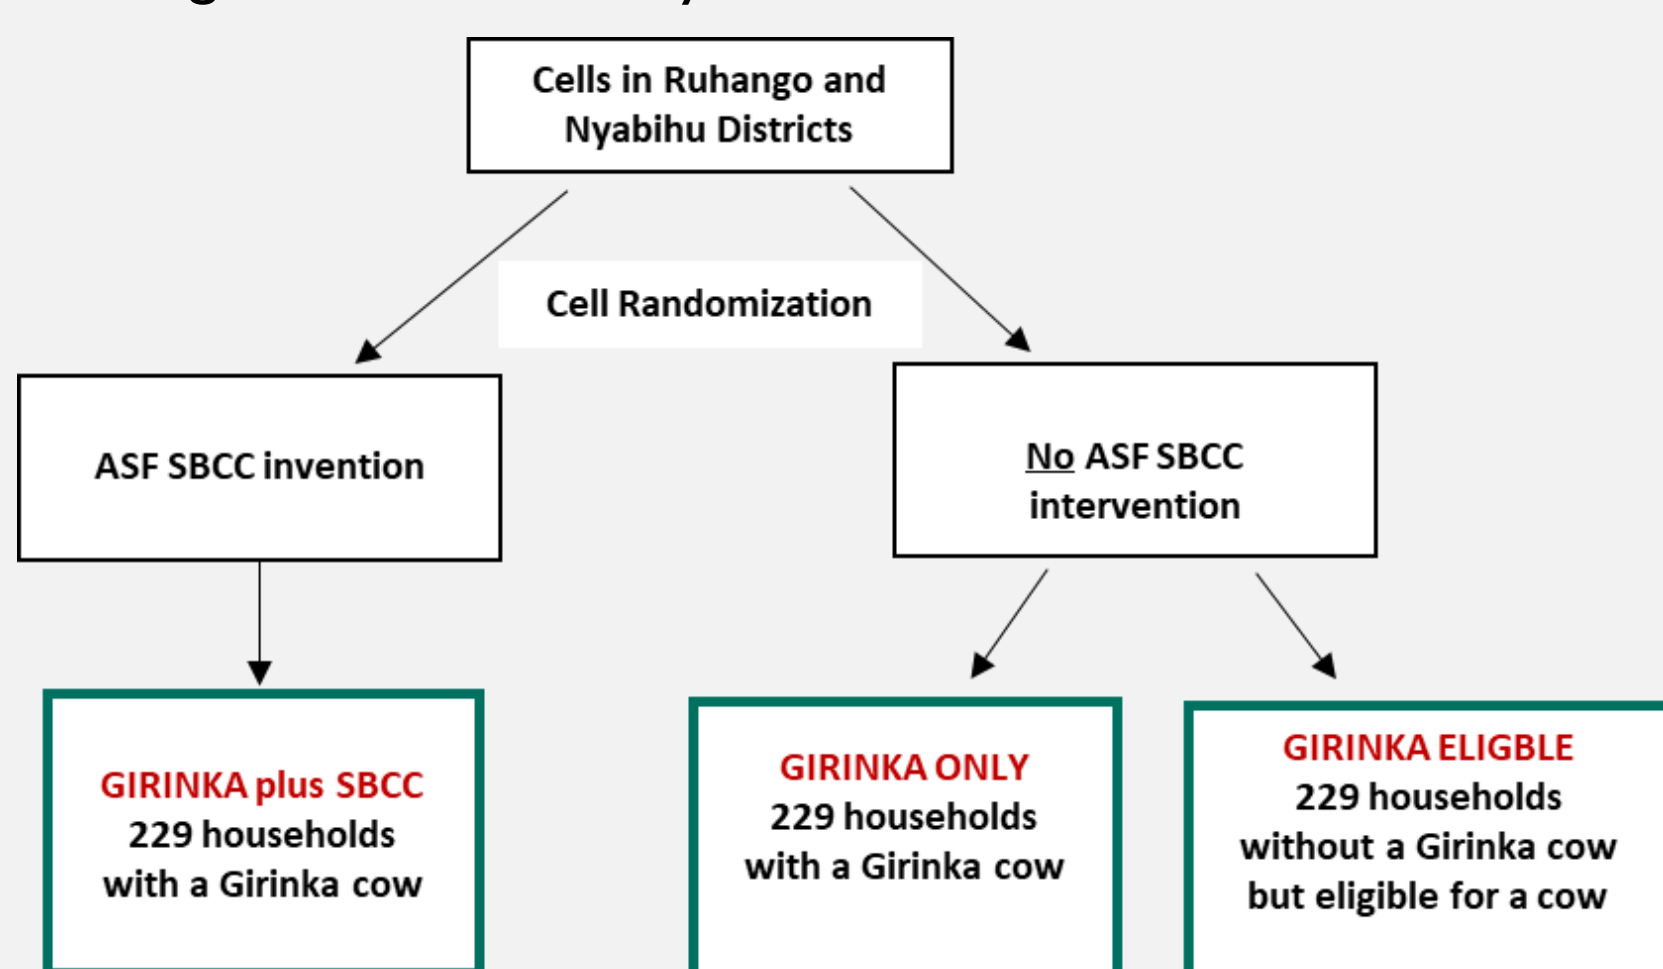 Cells in Ruhango and
Nyabihu Districts
Cell Randomization
ASF SBCC invention
No ASF SBCC
intervention
GIRINKA plus SBCC
229 households
with a Girinka cow
GIRINKA ONLY
229 households
with a Girinka cow
GIRINKA ELIGBLE
229 households
without a Girinka cow
but eligible for a cow